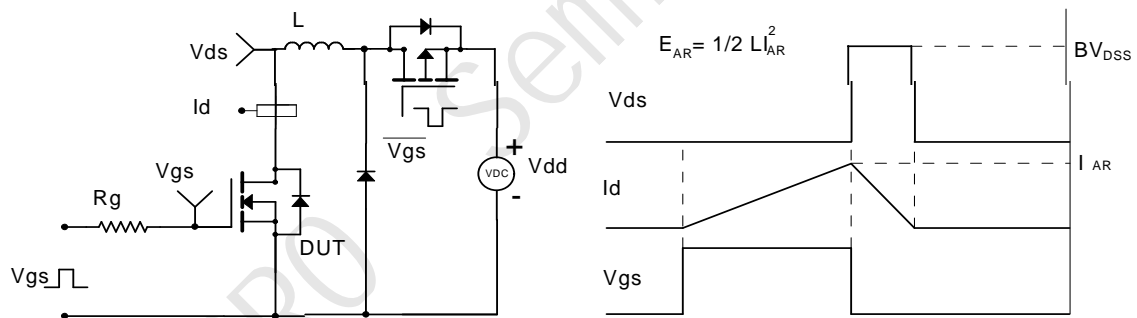 L
Vds
Id
Vgs
Rg
DUT
Vgs
Vgs
VDC
+
-
Vdd
E_AR = 1/2 LI_AR^2
BV_DSS
Vds
I_AR
Id
Vgs